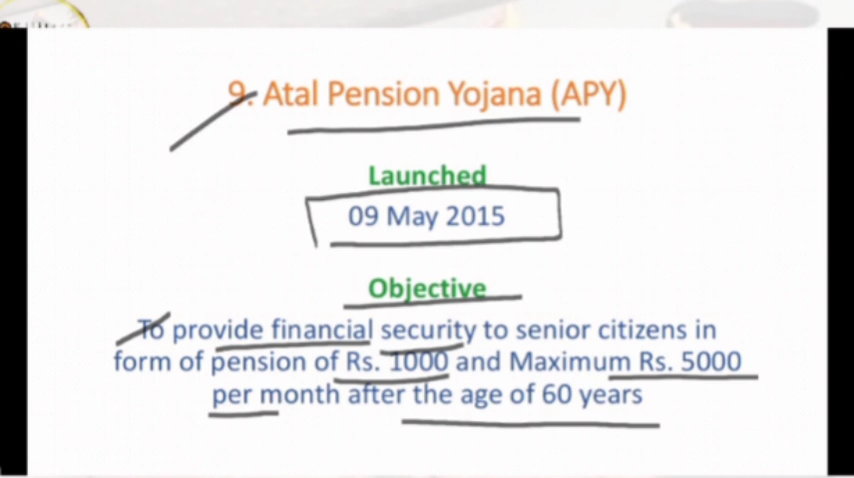 9. Atal Pension Yojana (APY)
Launched
09 May 2015
Objective
To provide financial security to senior citizens in
form of pension of Rs. 1000 and Maximum Rs. 5000
per month after the age of 60 years